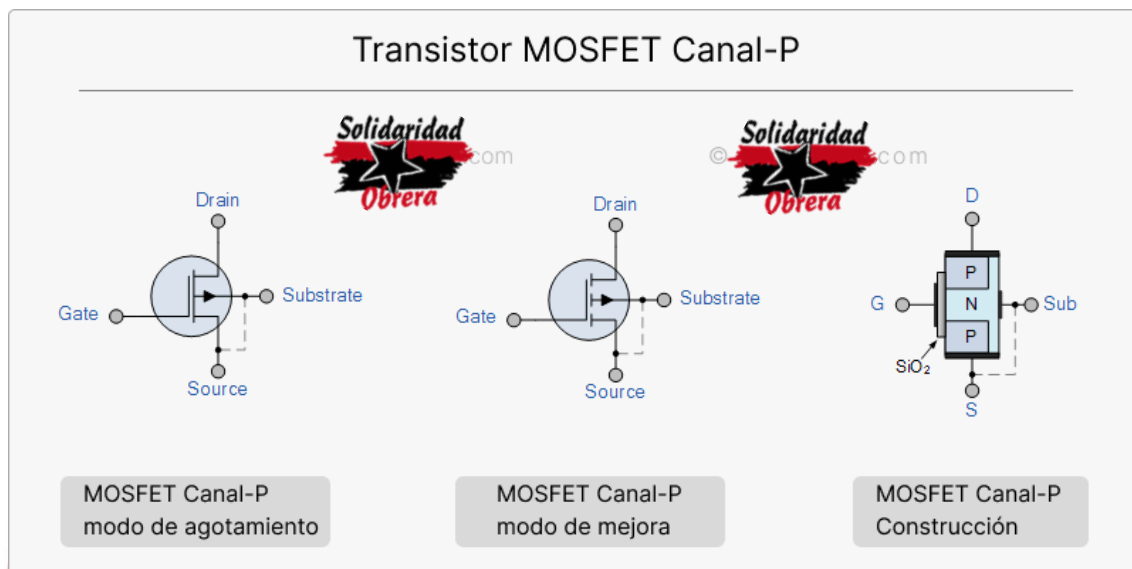 Transistor MOSFET Canal-P
Solidaridad
Obrera
com
©
Solidaridad
Obrera
com
Drain
Gate
Substrate
Source
Drain
Gate
Substrate
Source
D
P
G
N
Sub
P
SiO₂
S
MOSFET Canal-P
modo de agotamiento
MOSFET Canal-P
modo de mejora
MOSFET Canal-P
Construcción